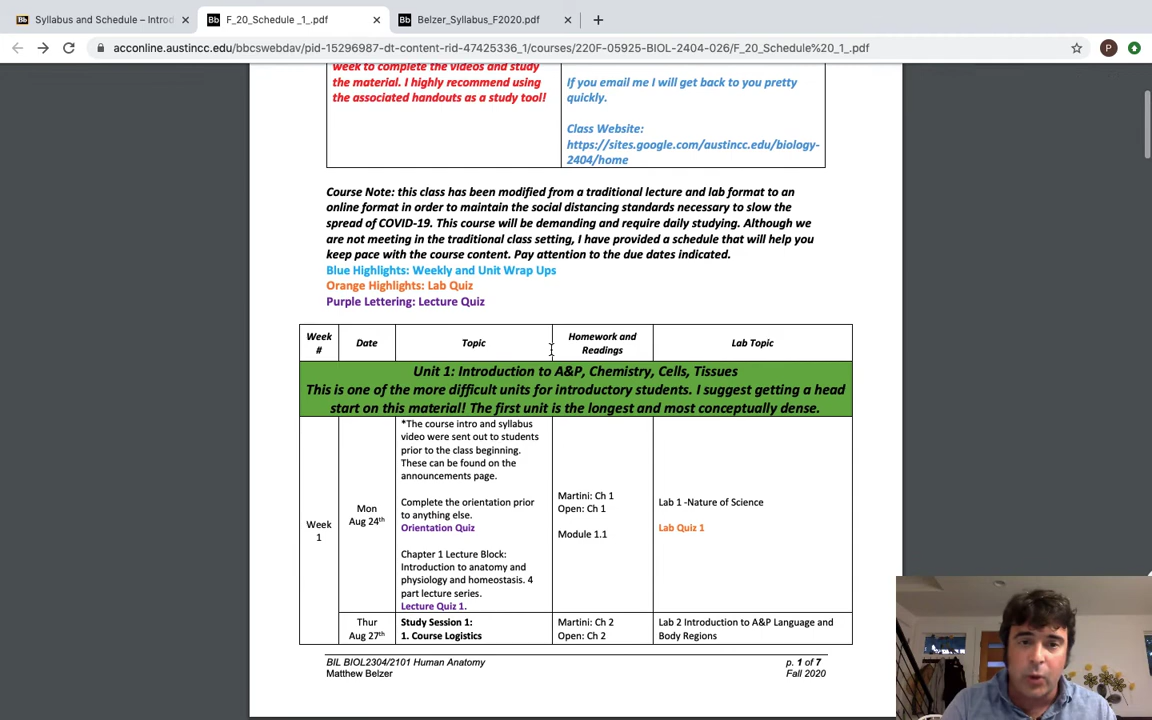 Syllabus and Schedule – Introd
F_20_Schedule _1_.pdf
Belzer_Syllabus_F2020.pdf
acconline.austincc.edu/bbcswebdav/pid-15296987-dt-content-rid-47425336_1/courses/220F-05925-BIOL-2404-026/F_20_Schedule%20_1_.pdf
P
week to complete the videos and study
the material. I highly recommend using
the associated handouts as a study tool!
If you email me I will get back to you pretty
quickly.
Class Website:
https://sites.google.com/austincc.edu/biology-
2404/home
Course Note: this class has been modified from a traditional lecture and lab format to an
online format in order to maintain the social distancing standards necessary to slow the
spread of COVID-19. This course will be demanding and require daily studying. Although we
are not meeting in the traditional class setting, I have provided a schedule that will help you
keep pace with the course content. Pay attention to the due dates indicated.
Blue Highlights: Weekly and Unit Wrap Ups
Orange Highlights: Lab Quiz
Purple Lettering: Lecture Quiz
Week
#
Date
Topic
Homework and
Readings
Lab Topic
Unit 1: Introduction to A&P, Chemistry, Cells, Tissues
This is one of the more difficult units for introductory students. I suggest getting a head
start on this material! The first unit is the longest and most conceptually dense.
Week
1
Mon
Aug 24th
*The course intro and syllabus
video were sent out to students
prior to the class beginning.
These can be found on the
announcements page.
Complete the orientation prior
to anything else.
Orientation Quiz
Chapter 1 Lecture Block:
Introduction to anatomy and
physiology and homeostasis. 4
part lecture series.
Lecture Quiz 1.
Martini: Ch 1
Open: Ch 1
Module 1.1
Lab 1 -Nature of Science
Lab Quiz 1
Thur
Aug 27th
Study Session 1:
1. Course Logistics
Martini: Ch 2
Open: Ch 2
Lab 2 Introduction to A&P Language and
Body Regions
BIL BIOL2304/2101 Human Anatomy
Matthew Belzer
p. 1 of 7
Fall 2020